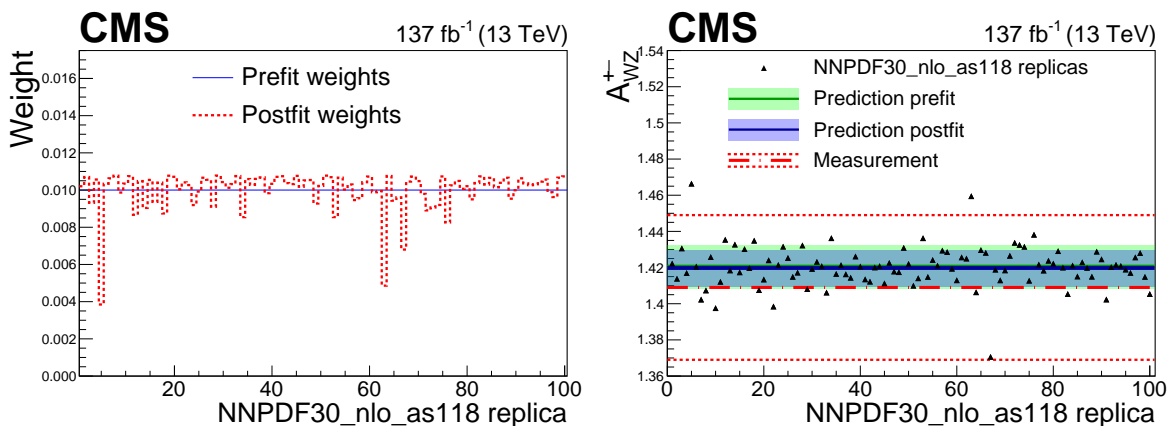 CMS
137 fb⁻¹ (13 TeV)
Weight
Prefit weights
Postfit weights
0.016
0.014
0.012
0.010
0.008
0.006
0.004
0.002
0.000
20
40
60
80
100
NNPDF30_nlo_as118 replica
CMS
137 fb⁻¹ (13 TeV)
A⁺⁻WZ
NNPDF30_nlo_as118 replicas
Prediction prefit
Prediction postfit
Measurement
1.54
1.52
1.5
1.48
1.46
1.44
1.42
1.4
1.38
1.36
0
20
40
60
80
100
NNPDF30_nlo_as118 replica